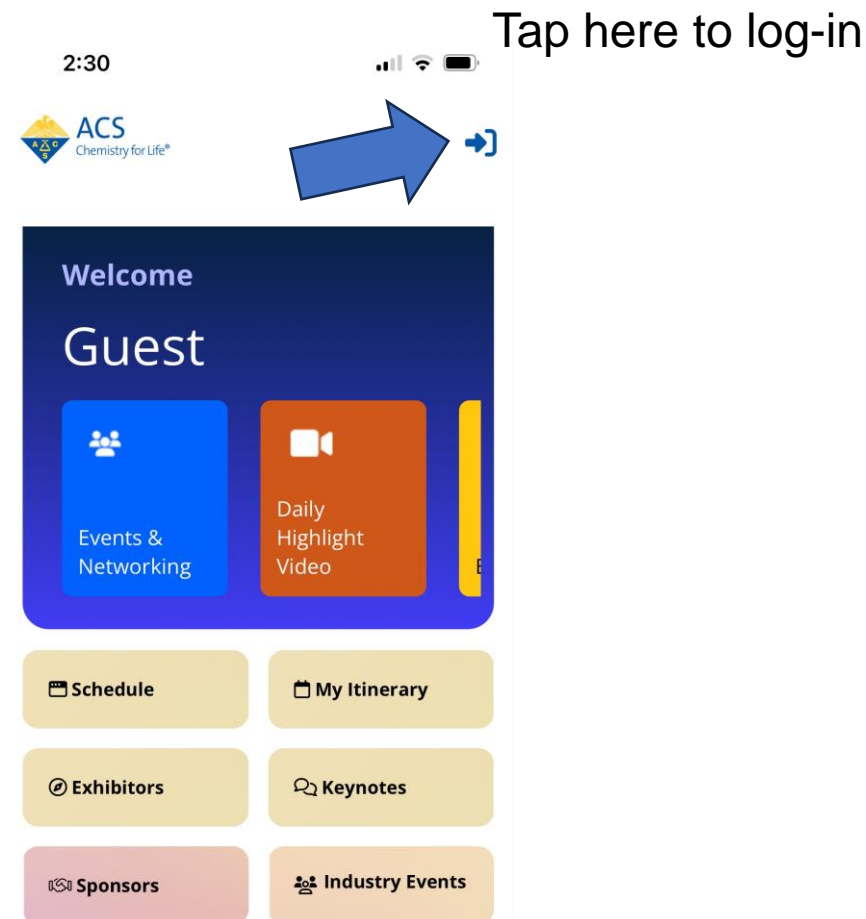 Tap here to log-in
2:30
ACS
Chemistry for Life®
A C S
Welcome
Guest
Events &
Networking
Daily
Highlight
Video
Schedule
My Itinerary
Exhibitors
Keynotes
Sponsors
Industry Events